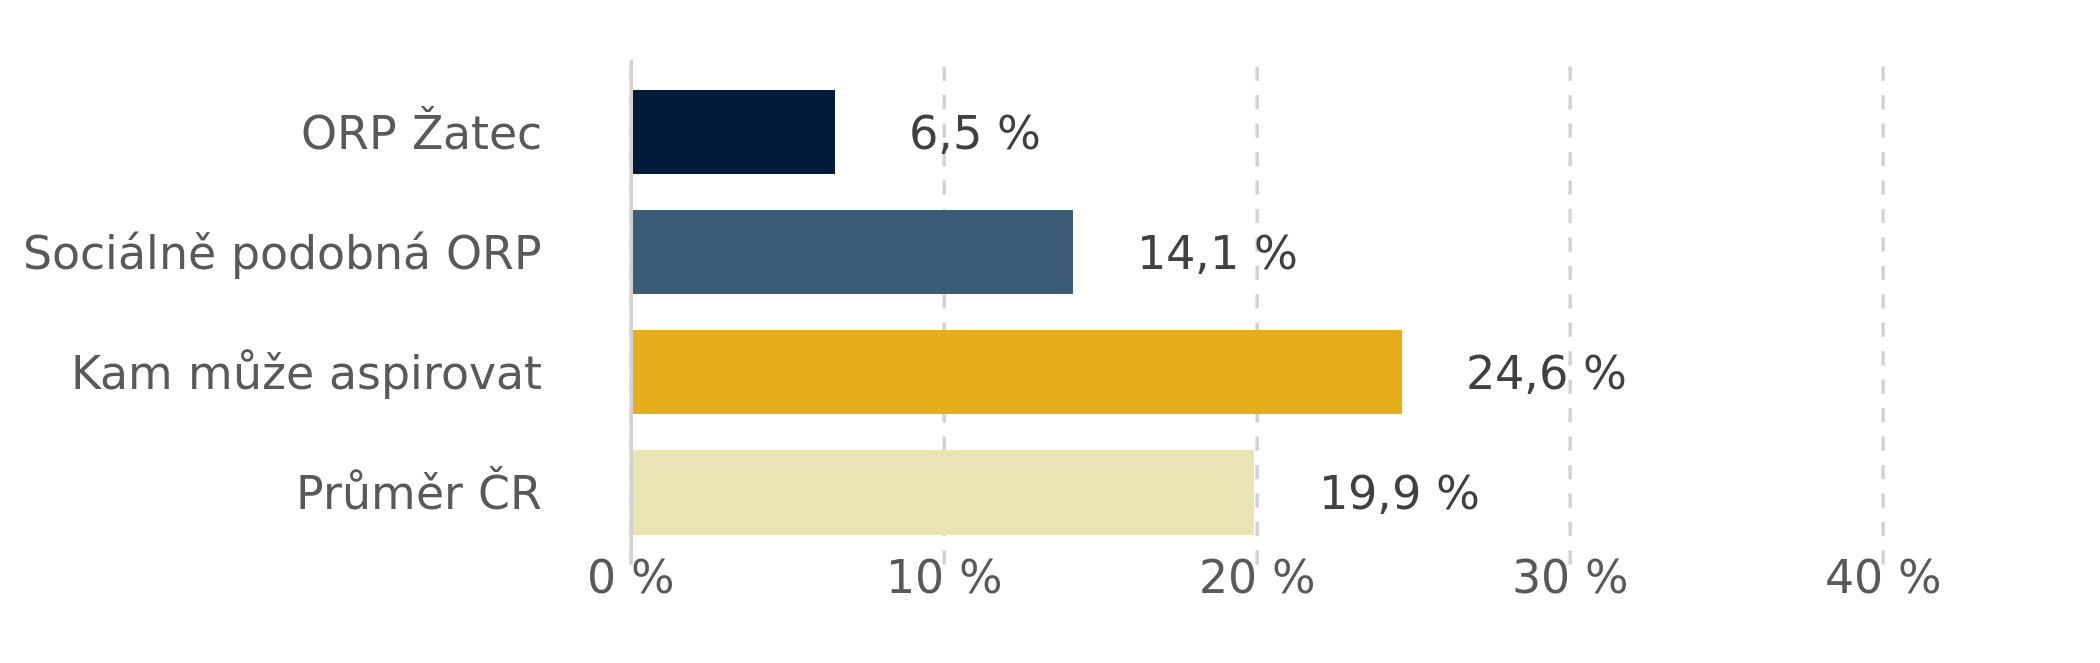 ORP Žatec 6,5 %
Sociálně podobná ORP 14,1 %
Kam může aspirovat 24,6 %
Průměr ČR 19,9 %
0 % 10 % 20 % 30 % 40 %